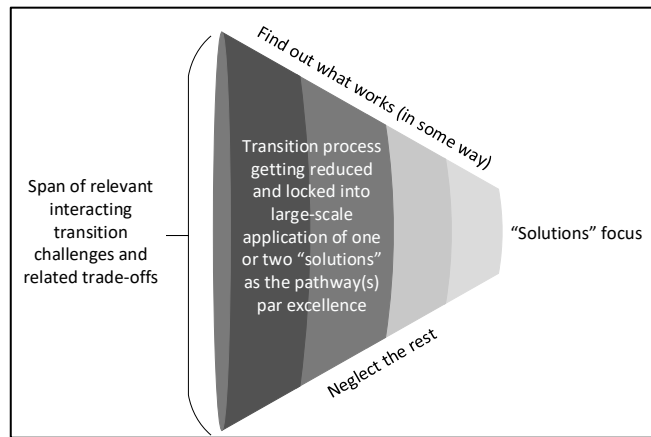 Find out what works (in some way)
Span of relevant
interacting
transition
challenges and
related trade-offs
Transition process
getting reduced
and locked into
large-scale
application of one
or two “solutions”
as the pathway(s)
par excellence
“Solutions” focus
Neglect the rest